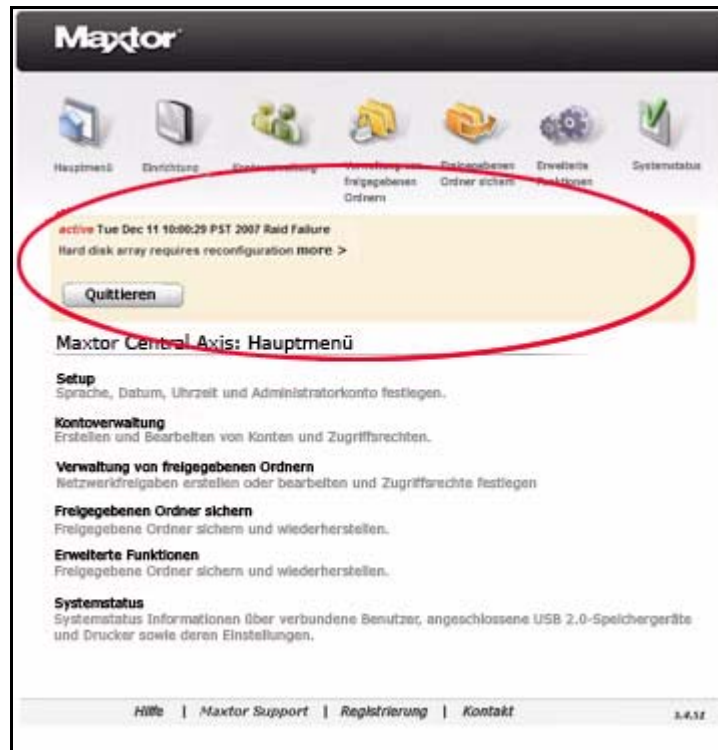 Maxtor
Hauptmenü
Einrichtung
Kontoverwaltung
Verwaltung von
freigegebenen
Ordnern
Freigegebenen
Ordner sichern
Erweiterte
Funktionen
Systemstatus
active Tue Dec 11 10:00:29 PST 2007 Raid Failure
Hard disk array requires reconfiguration more >
Quittieren
Maxtor Central Axis: Hauptmenü
Setup
Sprache, Datum, Uhrzeit und Administratorkonto festlegen.
Kontoverwaltung
Erstellen und Bearbeiten von Konten und Zugriffsrechten.
Verwaltung von freigegebenen Ordnern
Netzwerkfreigaben erstellen oder bearbeiten und Zugriffsrechte festlegen
Freigegebenen Ordner sichern
Freigegebene Ordner sichern und wiederherstellen.
Erweiterte Funktionen
Freigegebene Ordner sichern und wiederherstellen.
Systemstatus
Systemstatus Informationen über verbundene Benutzer, angeschlossene USB 2.0-Speichergeräte
und Drucker sowie deren Einstellungen.
Hilfe | Maxtor Support | Registrierung | Kontakt